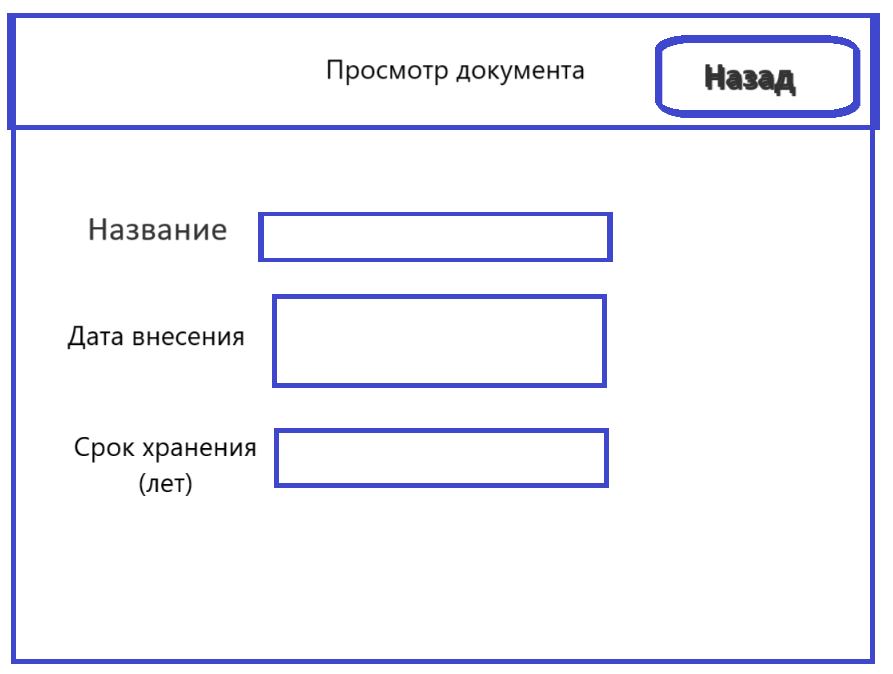 Просмотр документа
Назад
Название
Дата внесения
Срок хранения
(лет)